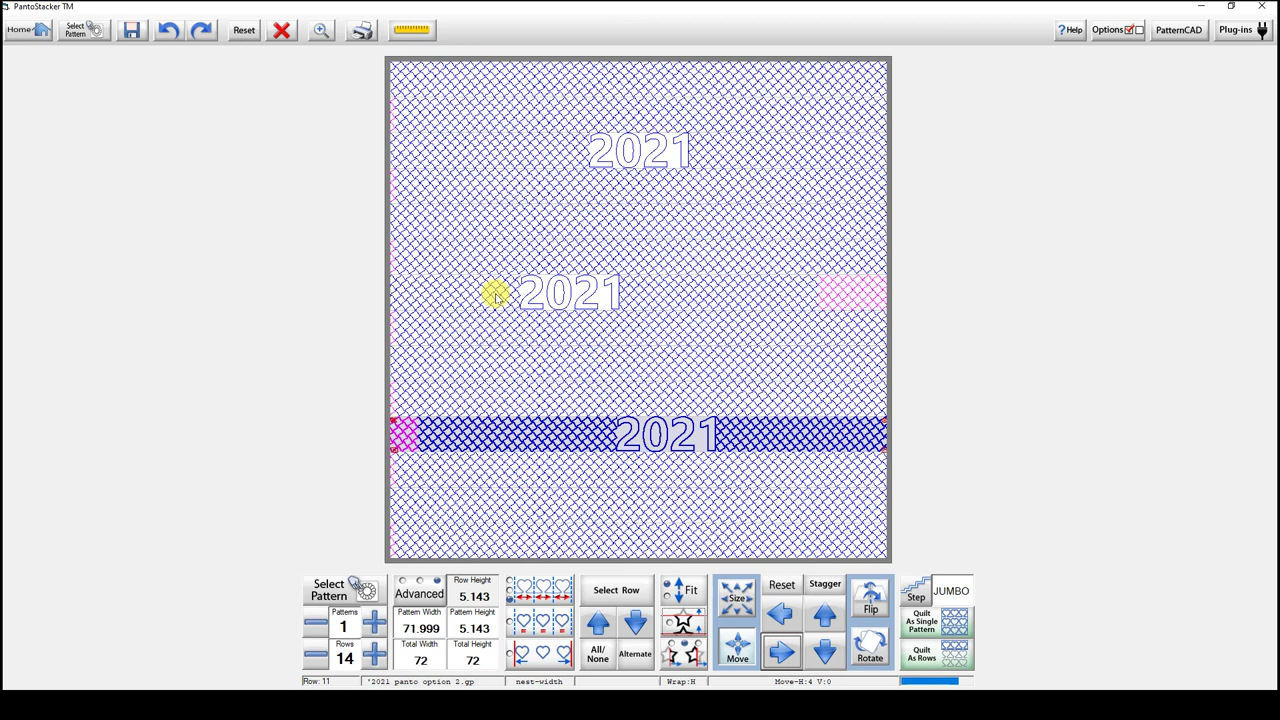 PantoStacker TM
Home
Select
Pattern
Reset
?Help
Options
PatternCAD
Plug-ins
2021
2021
2021
Select
Pattern
Advanced
Row Height
5.143
Patterns
1
Pattern Width
71.999
Pattern Height
5.143
Rows
14
Total Width
72
Total Height
72
Select Row
All/
None
Alternate
Fit
Size
Move
Reset
Stagger
Flip
Rotate
Step
JUMBO
Quilt
As Single
Pattern
Quilt
As Rows
Row: 11
'2021 panto option 2.gp
nest-width
Wrap:H
Move-H:4 V:0